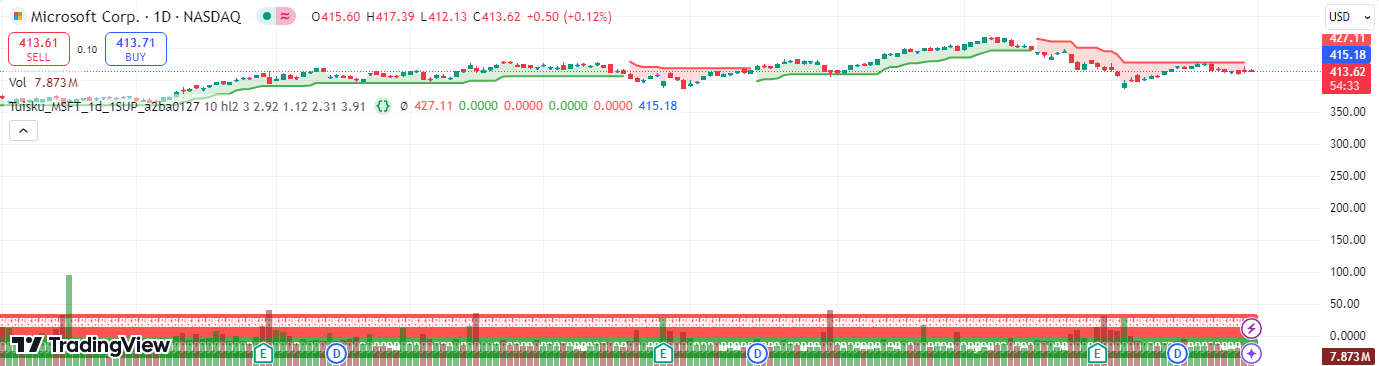 Microsoft Corp. · 1D · NASDAQ ≈ O415.60 H417.39 L412.13 C413.62 +0.50 (+0.12%)
USD
413.61 SELL
0.10
413.71 BUY
427.11
415.18
413.62
54:33
Vol 7.873 M
Tuisku_MSFT_1d_1SUP_a2ba0127 10 hl2 3 2.92 1.12 2.31 3.91 {} Ø 427.11 0.0000 0.0000 0.0000 0.0000 415.18
350.00
300.00
250.00
200.00
150.00
100.00
50.00
0.0000
TradingView
E
D
E
D
E
D
7.873 M